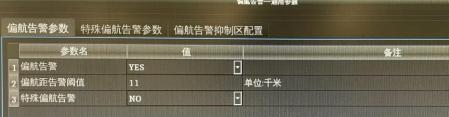 偏航告警参数 特殊偏航告警参数 偏航告警抑制区配置
参数名 值 备注
1 偏航告警 YES
2 偏航距告警阈值 11 单位:千米
3 特殊偏航告警 NO